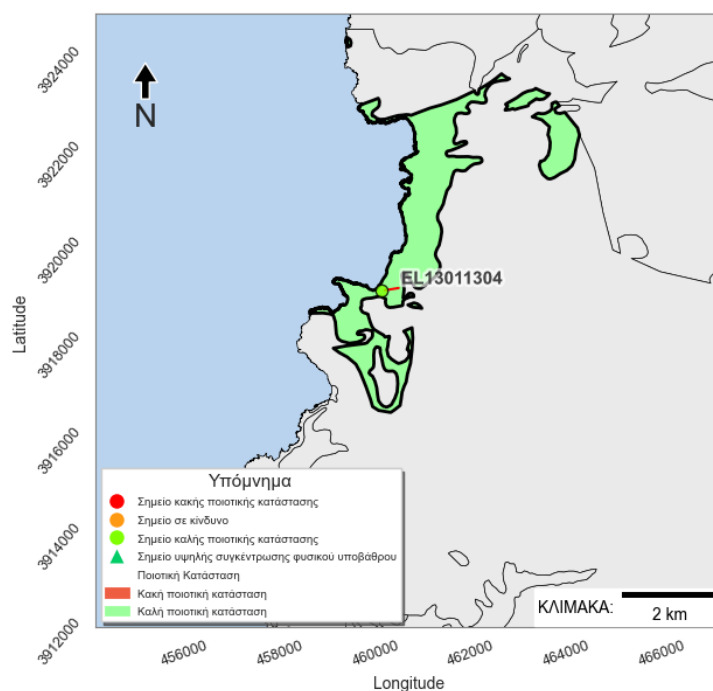 3924000
3922000
3920000
3918000
3916000
3914000
3912000
Latitude
N
EL13011304
Υπόμνημα
Σημείο κακής ποιοτικής κατάστασης
Σημείο σε κίνδυνο
Σημείο καλής ποιοτικής κατάστασης
Σημείο υψηλής συγκέντρωσης φυσικού υποβάθρου
Ποιοτική Κατάσταση
Κακή ποιοτική κατάσταση
Καλή ποιοτική κατάσταση
ΚΛΙΜΑΚΑ:
2 km
456000
458000
460000
462000
464000
466000
Longitude